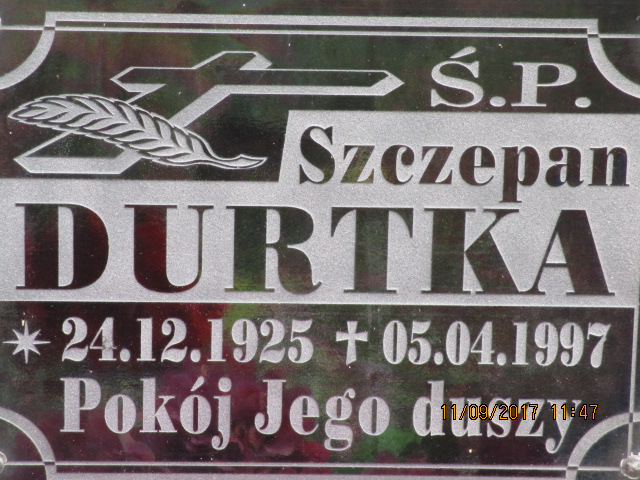 Ś.P.
Szczepan
DURTKA
* 24.12.1925 ✝ 05.04.1997
Pokój Jego duszy
11/09/2017 11:47